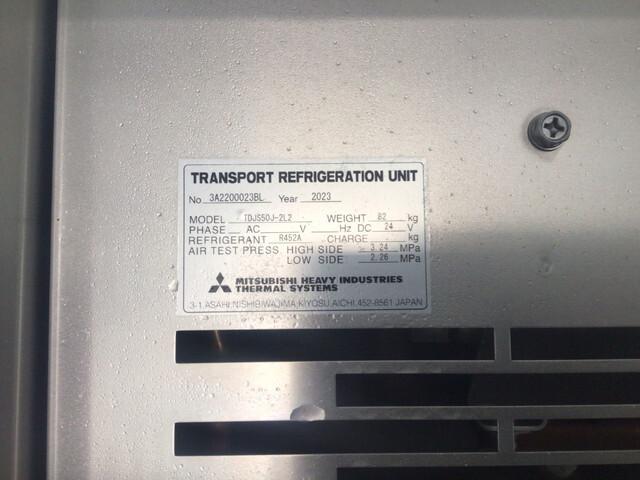 TRANSPORT REFRIGERATION UNIT
No 3A2200023BL Year 2023
MODEL TDJS50J-2L2 WEIGHT 82 kg
PHASE AC V Hz DC 24 V
REFRIGERANT R452A CHARGE - kg
AIR TEST PRESS. HIGH SIDE 3.24 MPa
LOW SIDE 2.26 MPa
MITSUBISHI HEAVY INDUSTRIES
THERMAL SYSTEMS
3-1,ASAHI,NISHIBIWAJIMA,KIYOSU,AICHI,452-8561 JAPAN